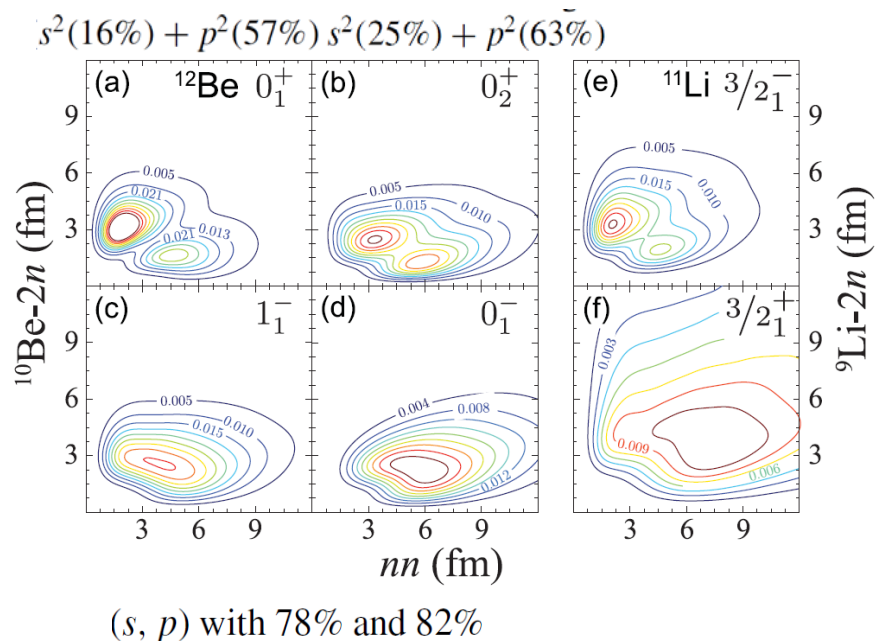 s²(16%) + p²(57%) s²(25%) + p²(63%)
(a) ¹²Be 0₁⁺ (b) 0₂⁺ (e) ¹¹Li 3/2₁⁻
9 9
0.005 0.005 0.005
6 6
0.021 0.015 0.010 0.015 0.010
3 3
0.021 0.013
(c) 1₁⁻ (d) 0₁⁻ (f) 3/2₁⁺
9 0.003 9
6 0.005 0.004 0.008 6
0.010 0.015
3 0.009 3
0.012 0.006
3 6 9 3 6 9 3 6 9
¹⁰Be-2n (fm)
⁹Li-2n (fm)
nn (fm)
(s, p) with 78% and 82%